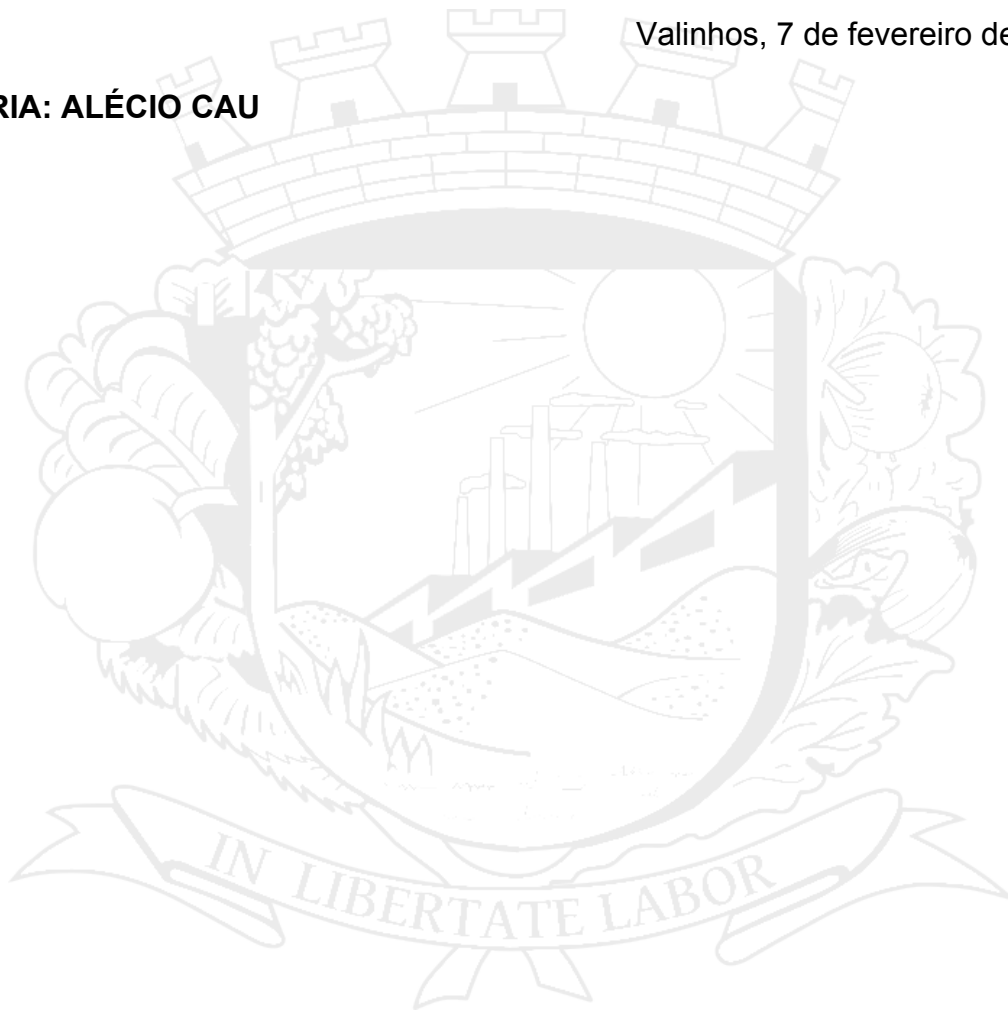 Valinhos, 7 de fevereiro de
RIA: ALÉCIO CAU
IN LIBERTATE LABOR